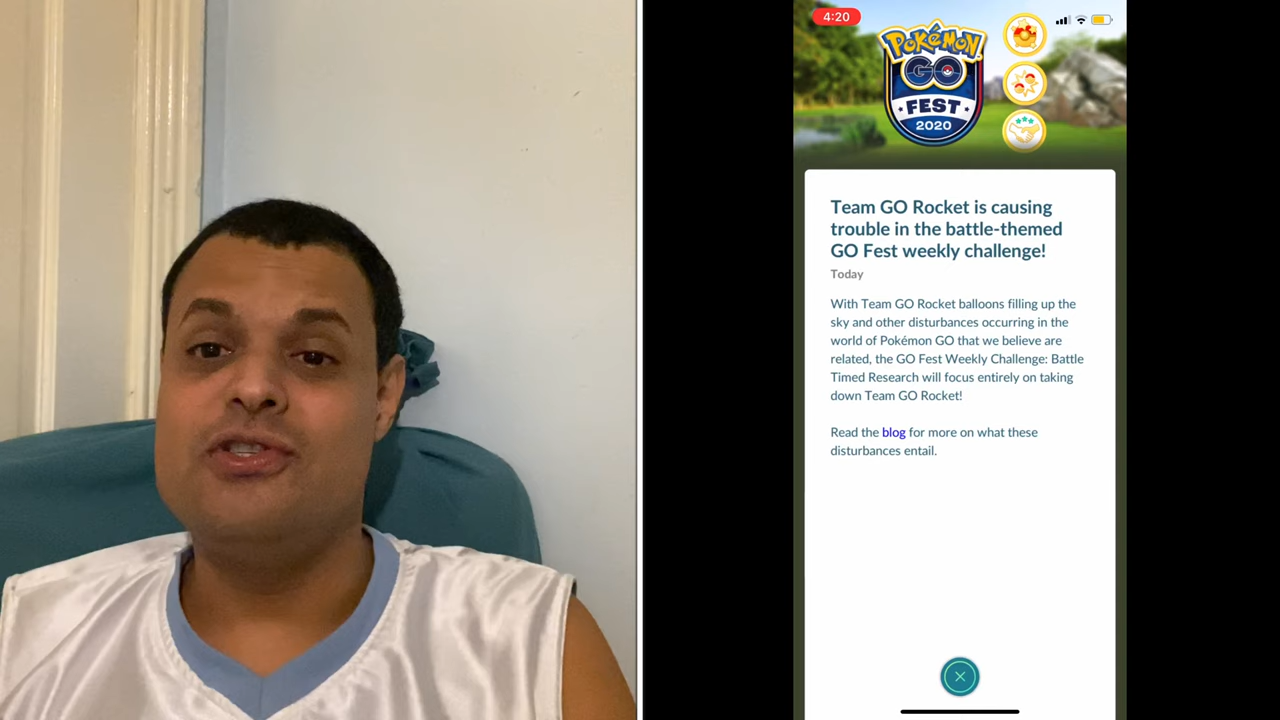 4:20
POKÉMON
GO
FEST
2020
Team GO Rocket is causing
trouble in the battle-themed
GO Fest weekly challenge!
Today
With Team GO Rocket balloons filling up the
sky and other disturbances occurring in the
world of Pokémon GO that we believe are
related, the GO Fest Weekly Challenge: Battle
Timed Research will focus entirely on taking
down Team GO Rocket!
Read the blog for more on what these
disturbances entail.